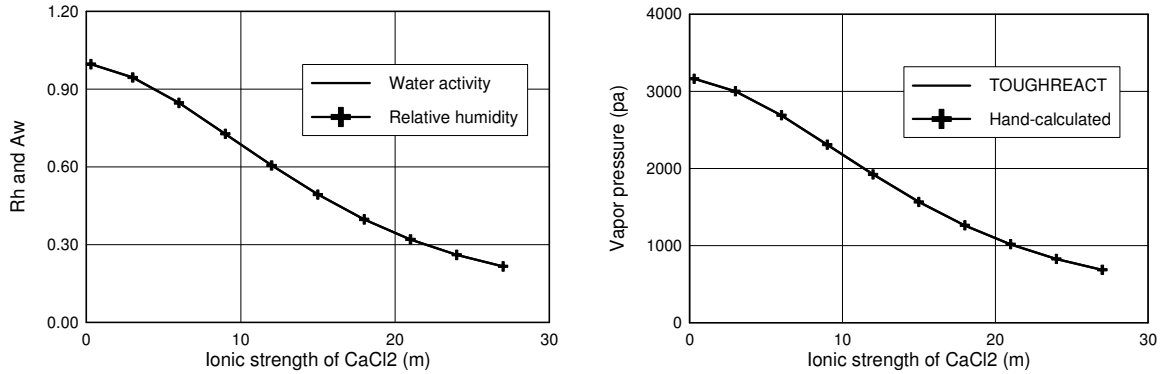 1.20
0.90
0.60
0.30
0.00
Rh and Aw
Water activity
Relative humidity
0
10
20
30
Ionic strength of CaCl2 (m)
4000
3000
2000
1000
0
Vapor pressure (pa)
TOUGHREACT
Hand-calculated
0
10
20
30
Ionic strength of CaCl2 (m)